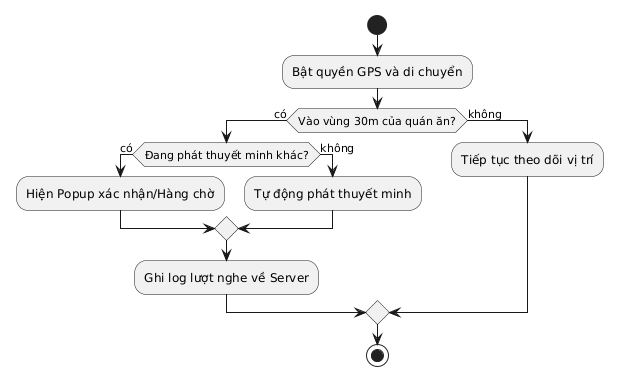 Bật quyền GPS và di chuyển
có
Vào vùng 30m của quán ăn?
không
có
Đang phát thuyết minh khác?
không
Tiếp tục theo dõi vị trí
Hiện Popup xác nhận/Hàng chờ
Tự động phát thuyết minh
Ghi log lượt nghe về Server